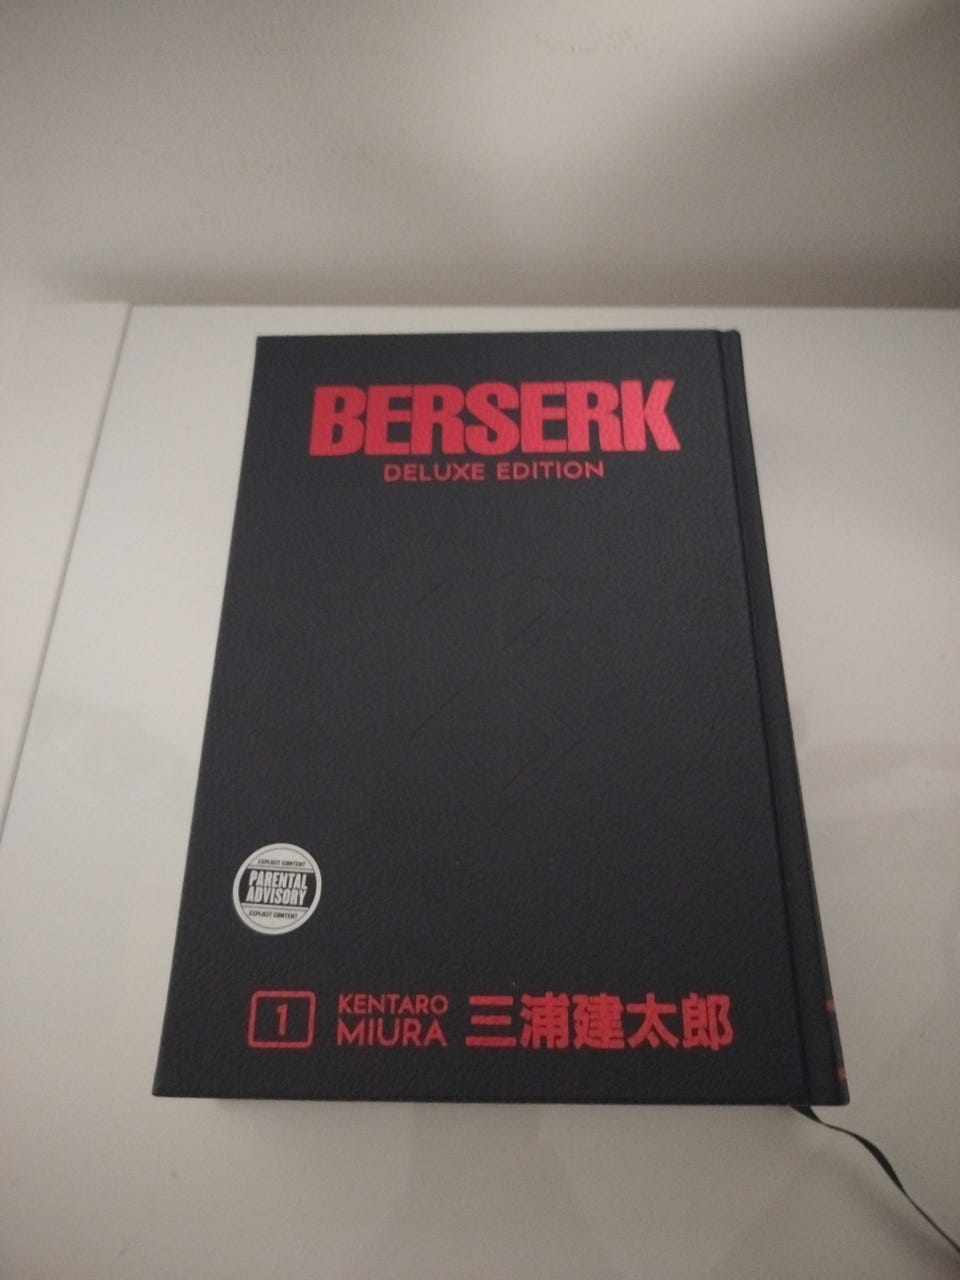 BERSERK
DELUXE EDITION
EXPLICIT CONTENT
PARENTAL
ADVISORY
EXPLICIT CONTENT
1
KENTARO
MIURA
三浦建太郎